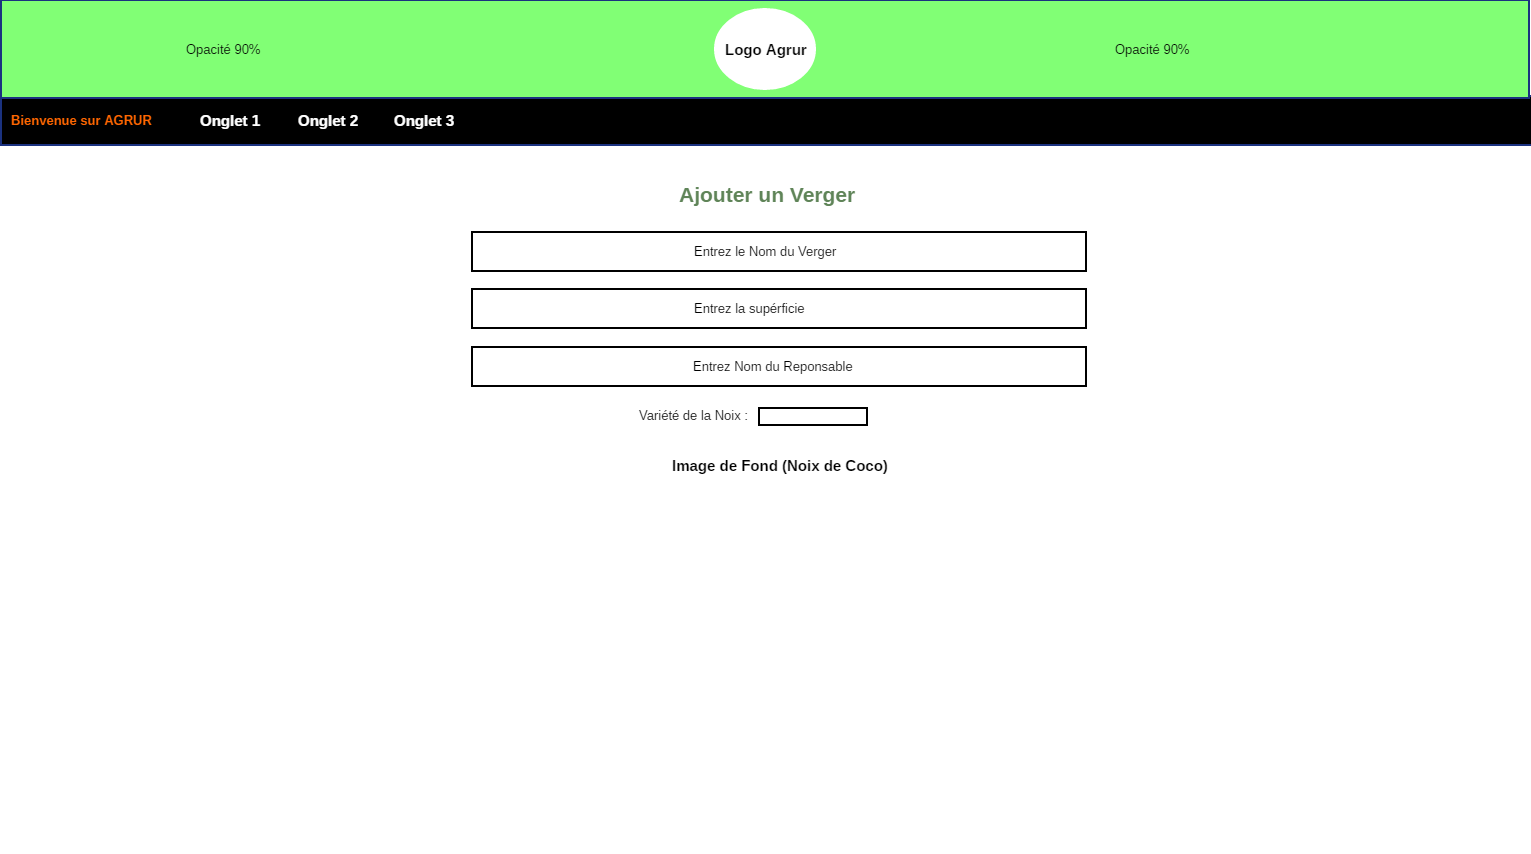 Opacité 90%
Logo Agrur
Opacité 90%
Bienvenue sur AGRUR
Onglet 1
Onglet 2
Onglet 3
Ajouter un Verger
Entrez le Nom du Verger
Entrez la supérficie
Entrez Nom du Reponsable
Variété de la Noix :
Image de Fond (Noix de Coco)